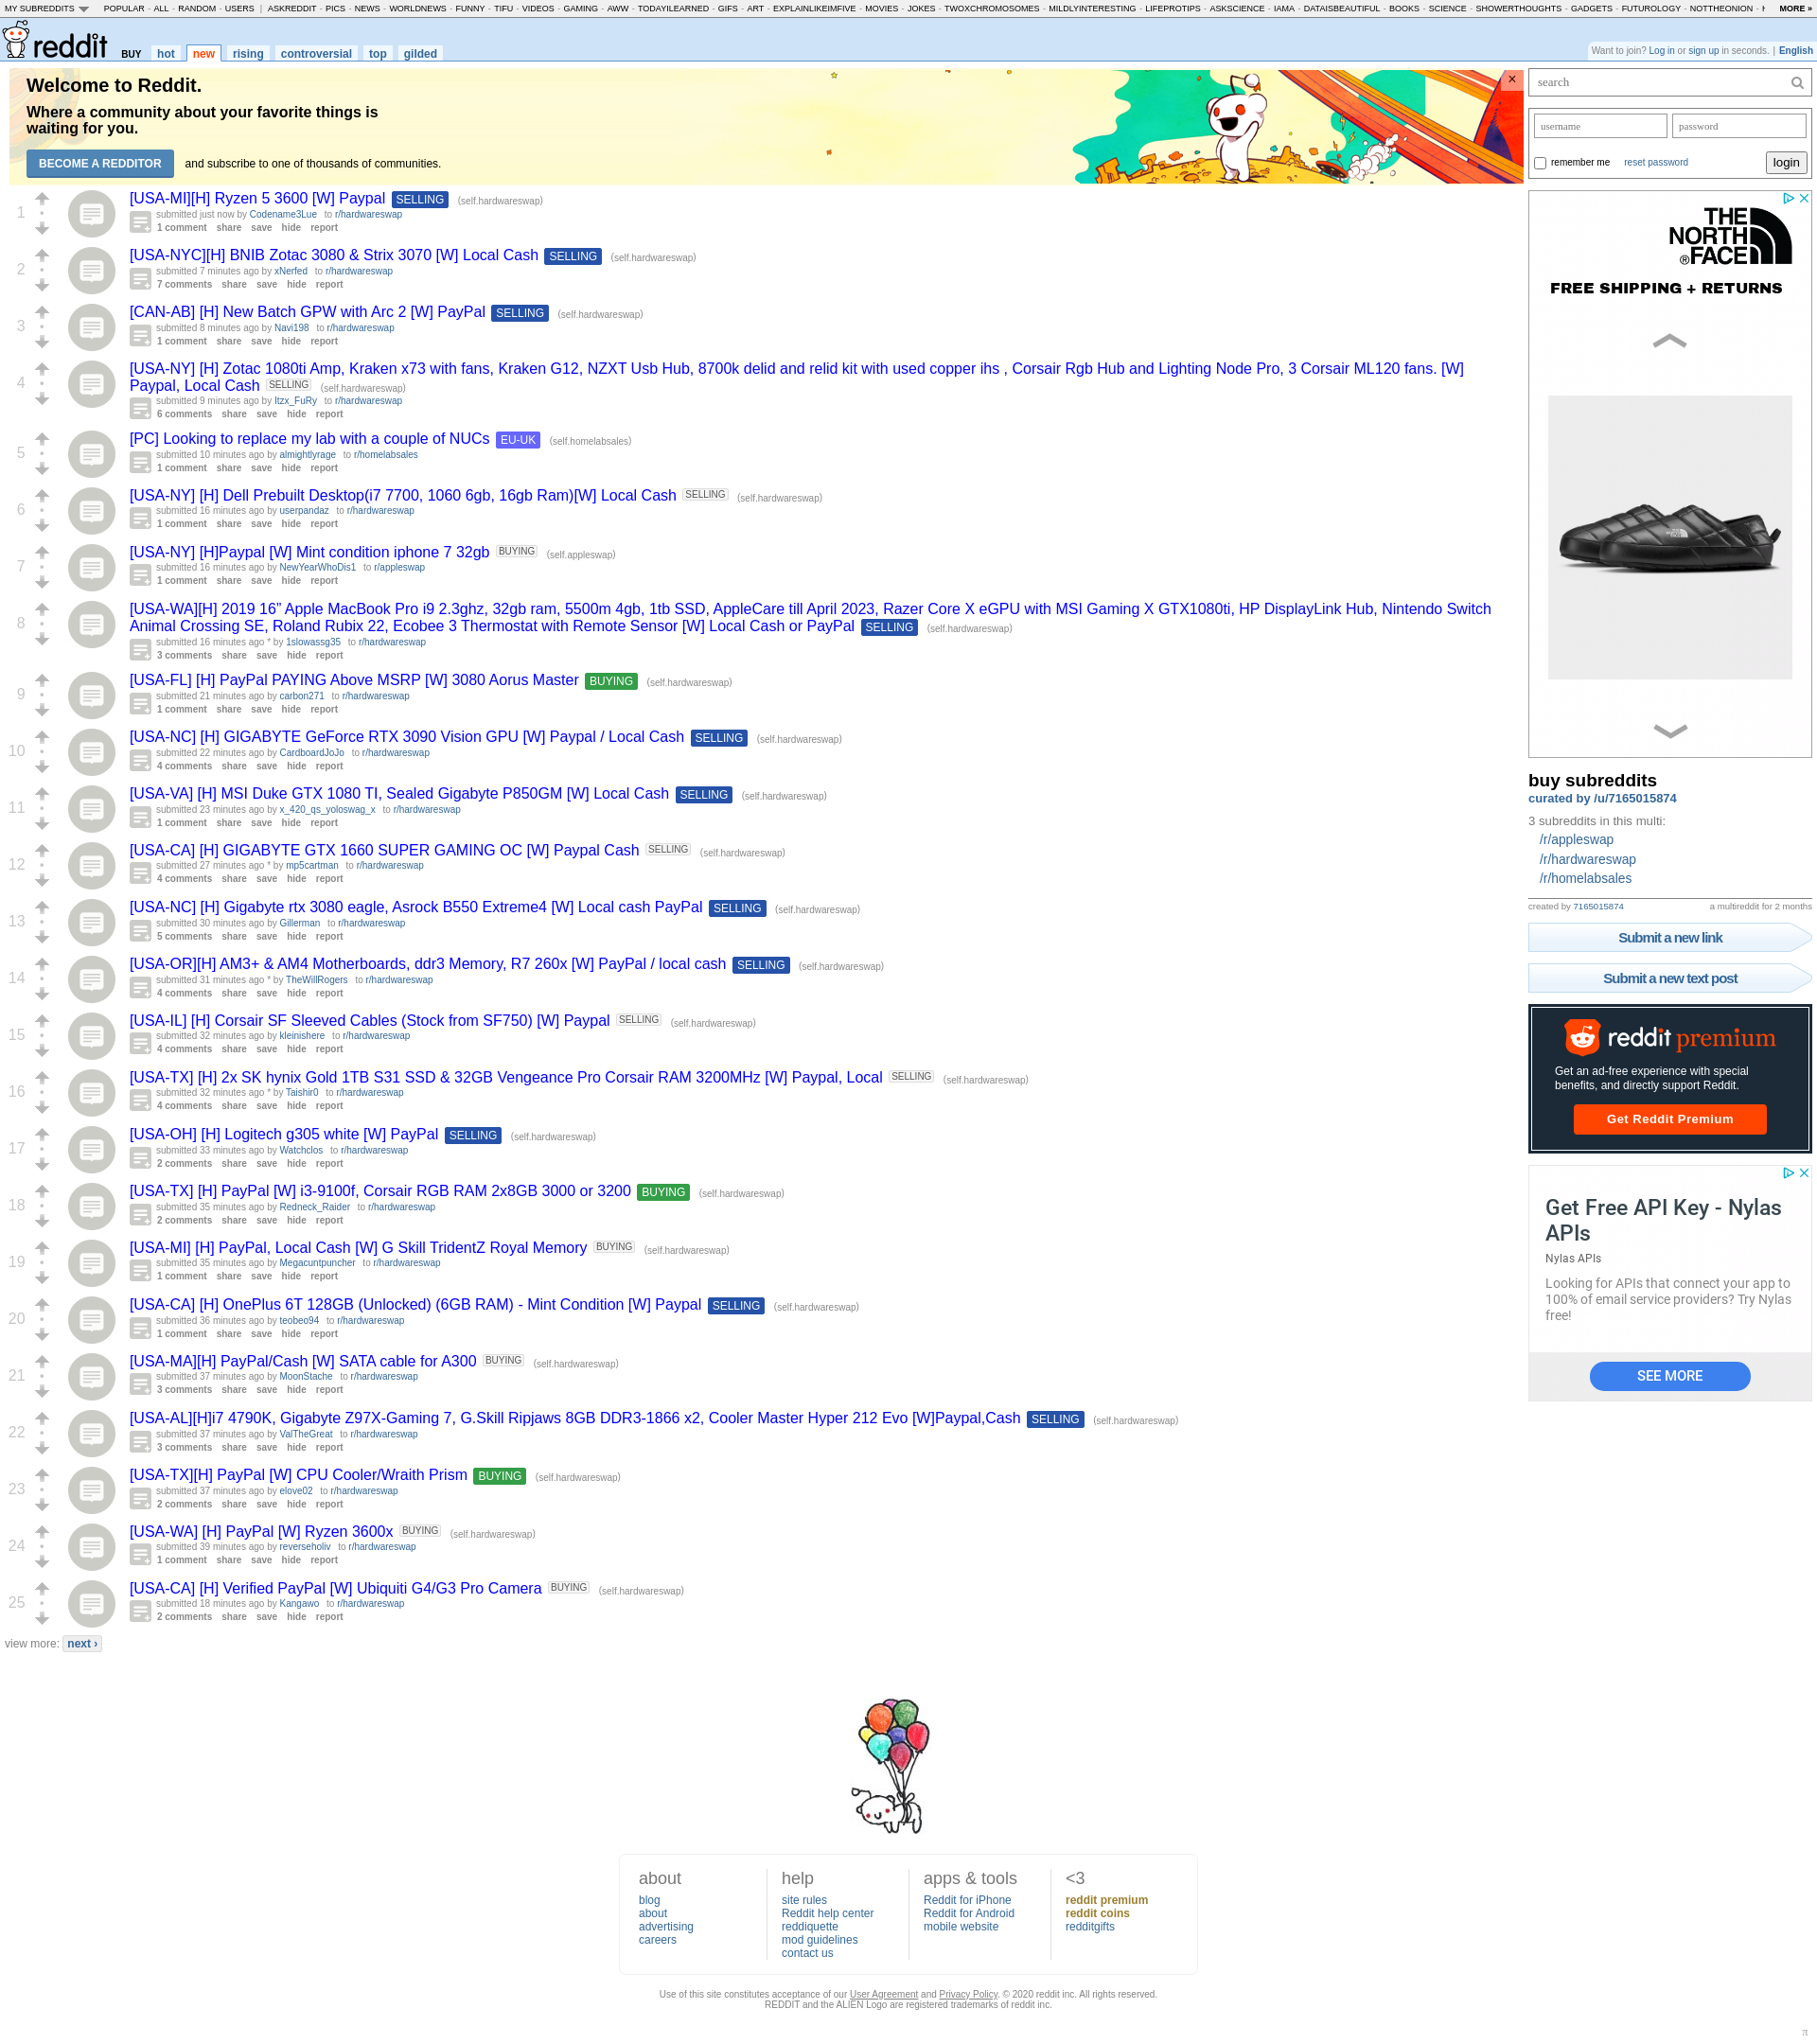 MY SUBREDDITS POPULAR - ALL - RANDOM - USERS | ASKREDDIT - PICS - NEWS - WORLDNEWS - FUNNY - TIFU - VIDEOS - GAMING - AWW - TODAYILEARNED - GIFS - ART - EXPLAINLIKEIMFIVE - MOVIES - JOKES - TWOXCHROMOSOMES - MILDLYINTERESTING - LIFEPROTIPS - ASKSCIENCE - IAMA - DATAISBEAUTIFUL - BOOKS - SCIENCE - SHOWERTHOUGHTS - GADGETS - FUTUROLOGY - NOTTHEONION - MORE »
reddit BUY hot new rising controversial top gilded
Want to join? Log in or sign up in seconds. | English
Welcome to Reddit.
Where a community about your favorite things is
waiting for you.
BECOME A REDDITOR and subscribe to one of thousands of communities.
1
[USA-MI][H] Ryzen 5 3600 [W] Paypal SELLING (self.hardwareswap)
submitted just now by Codename3Lue to r/hardwareswap
1 comment share save hide report
2
[USA-NYC][H] BNIB Zotac 3080 & Strix 3070 [W] Local Cash SELLING (self.hardwareswap)
submitted 7 minutes ago by xNerfed to r/hardwareswap
7 comments share save hide report
3
[CAN-AB] [H] New Batch GPW with Arc 2 [W] PayPal SELLING (self.hardwareswap)
submitted 8 minutes ago by Navi198 to r/hardwareswap
1 comment share save hide report
4
[USA-NY] [H] Zotac 1080ti Amp, Kraken x73 with fans, Kraken G12, NZXT Usb Hub, 8700k delid and relid kit with used copper ihs , Corsair Rgb Hub and Lighting Node Pro, 3 Corsair ML120 fans. [W]
Paypal, Local Cash SELLING (self.hardwareswap)
submitted 9 minutes ago by Itzx_FuRy to r/hardwareswap
6 comments share save hide report
5
[PC] Looking to replace my lab with a couple of NUCs EU-UK (self.homelabsales)
submitted 10 minutes ago by almightlyrage to r/homelabsales
1 comment share save hide report
6
[USA-NY] [H] Dell Prebuilt Desktop(i7 7700, 1060 6gb, 16gb Ram)[W] Local Cash SELLING (self.hardwareswap)
submitted 16 minutes ago by userpandaz to r/hardwareswap
1 comment share save hide report
7
[USA-NY] [H]Paypal [W] Mint condition iphone 7 32gb BUYING (self.appleswap)
submitted 16 minutes ago by NewYearWhoDis1 to r/appleswap
1 comment share save hide report
8
[USA-WA][H] 2019 16” Apple MacBook Pro i9 2.3ghz, 32gb ram, 5500m 4gb, 1tb SSD, AppleCare till April 2023, Razer Core X eGPU with MSI Gaming X GTX1080ti, HP DisplayLink Hub, Nintendo Switch
Animal Crossing SE, Roland Rubix 22, Ecobee 3 Thermostat with Remote Sensor [W] Local Cash or PayPal SELLING (self.hardwareswap)
submitted 16 minutes ago * by 1slowassg35 to r/hardwareswap
3 comments share save hide report
9
[USA-FL] [H] PayPal PAYING Above MSRP [W] 3080 Aorus Master BUYING (self.hardwareswap)
submitted 21 minutes ago by carbon271 to r/hardwareswap
1 comment share save hide report
10
[USA-NC] [H] GIGABYTE GeForce RTX 3090 Vision GPU [W] Paypal / Local Cash SELLING (self.hardwareswap)
submitted 22 minutes ago by CardboardJoJo to r/hardwareswap
4 comments share save hide report
11
[USA-VA] [H] MSI Duke GTX 1080 TI, Sealed Gigabyte P850GM [W] Local Cash SELLING (self.hardwareswap)
submitted 23 minutes ago by x_420_qs_yoloswag_x to r/hardwareswap
1 comment share save hide report
12
[USA-CA] [H] GIGABYTE GTX 1660 SUPER GAMING OC [W] Paypal Cash SELLING (self.hardwareswap)
submitted 27 minutes ago * by mp5cartman to r/hardwareswap
4 comments share save hide report
13
[USA-NC] [H] Gigabyte rtx 3080 eagle, Asrock B550 Extreme4 [W] Local cash PayPal SELLING (self.hardwareswap)
submitted 30 minutes ago by Gillerman to r/hardwareswap
5 comments share save hide report
14
[USA-OR][H] AM3+ & AM4 Motherboards, ddr3 Memory, R7 260x [W] PayPal / local cash SELLING (self.hardwareswap)
submitted 31 minutes ago * by TheWillRogers to r/hardwareswap
4 comments share save hide report
15
[USA-IL] [H] Corsair SF Sleeved Cables (Stock from SF750) [W] Paypal SELLING (self.hardwareswap)
submitted 32 minutes ago by kleinishere to r/hardwareswap
4 comments share save hide report
16
[USA-TX] [H] 2x SK hynix Gold 1TB S31 SSD & 32GB Vengeance Pro Corsair RAM 3200MHz [W] Paypal, Local SELLING (self.hardwareswap)
submitted 32 minutes ago * by Taishir0 to r/hardwareswap
4 comments share save hide report
17
[USA-OH] [H] Logitech g305 white [W] PayPal SELLING (self.hardwareswap)
submitted 33 minutes ago by Watchclos to r/hardwareswap
2 comments share save hide report
18
[USA-TX] [H] PayPal [W] i3-9100f, Corsair RGB RAM 2x8GB 3000 or 3200 BUYING (self.hardwareswap)
submitted 35 minutes ago by Redneck_Raider to r/hardwareswap
2 comments share save hide report
19
[USA-MI] [H] PayPal, Local Cash [W] G Skill TridentZ Royal Memory BUYING (self.hardwareswap)
submitted 35 minutes ago by Megacuntpuncher to r/hardwareswap
1 comment share save hide report
20
[USA-CA] [H] OnePlus 6T 128GB (Unlocked) (6GB RAM) - Mint Condition [W] Paypal SELLING (self.hardwareswap)
submitted 36 minutes ago by teobeo94 to r/hardwareswap
1 comment share save hide report
21
[USA-MA][H] PayPal/Cash [W] SATA cable for A300 BUYING (self.hardwareswap)
submitted 37 minutes ago by MoonStache to r/hardwareswap
3 comments share save hide report
22
[USA-AL][H]i7 4790K, Gigabyte Z97X-Gaming 7, G.Skill Ripjaws 8GB DDR3-1866 x2, Cooler Master Hyper 212 Evo [W]Paypal,Cash SELLING (self.hardwareswap)
submitted 37 minutes ago by ValTheGreat to r/hardwareswap
3 comments share save hide report
23
[USA-TX][H] PayPal [W] CPU Cooler/Wraith Prism BUYING (self.hardwareswap)
submitted 37 minutes ago by elove02 to r/hardwareswap
2 comments share save hide report
24
[USA-WA] [H] PayPal [W] Ryzen 3600x BUYING (self.hardwareswap)
submitted 39 minutes ago by reverseholiv to r/hardwareswap
1 comment share save hide report
25
[USA-CA] [H] Verified PayPal [W] Ubiquiti G4/G3 Pro Camera BUYING (self.hardwareswap)
submitted 18 minutes ago by Kangawo to r/hardwareswap
2 comments share save hide report
view more: next ›
search
username password
remember me reset password login
THE
NORTH
FACE®
FREE SHIPPING + RETURNS
buy subreddits
curated by /u/7165015874
3 subreddits in this multi:
/r/appleswap
/r/hardwareswap
/r/homelabsales
created by 7165015874 a multireddit for 2 months
Submit a new link
Submit a new text post
reddit premium
Get an ad-free experience with special
benefits, and directly support Reddit.
Get Reddit Premium
Get Free API Key - Nylas
APIs
Nylas APIs
Looking for APIs that connect your app to
100% of email service providers? Try Nylas
free!
SEE MORE
about
blog
about
advertising
careers
help
site rules
Reddit help center
reddiquette
mod guidelines
contact us
apps & tools
Reddit for iPhone
Reddit for Android
mobile website
<3
reddit premium
reddit coins
redditgifts
Use of this site constitutes acceptance of our User Agreement and Privacy Policy. © 2020 reddit inc. All rights reserved.
REDDIT and the ALIEN Logo are registered trademarks of reddit inc.
π